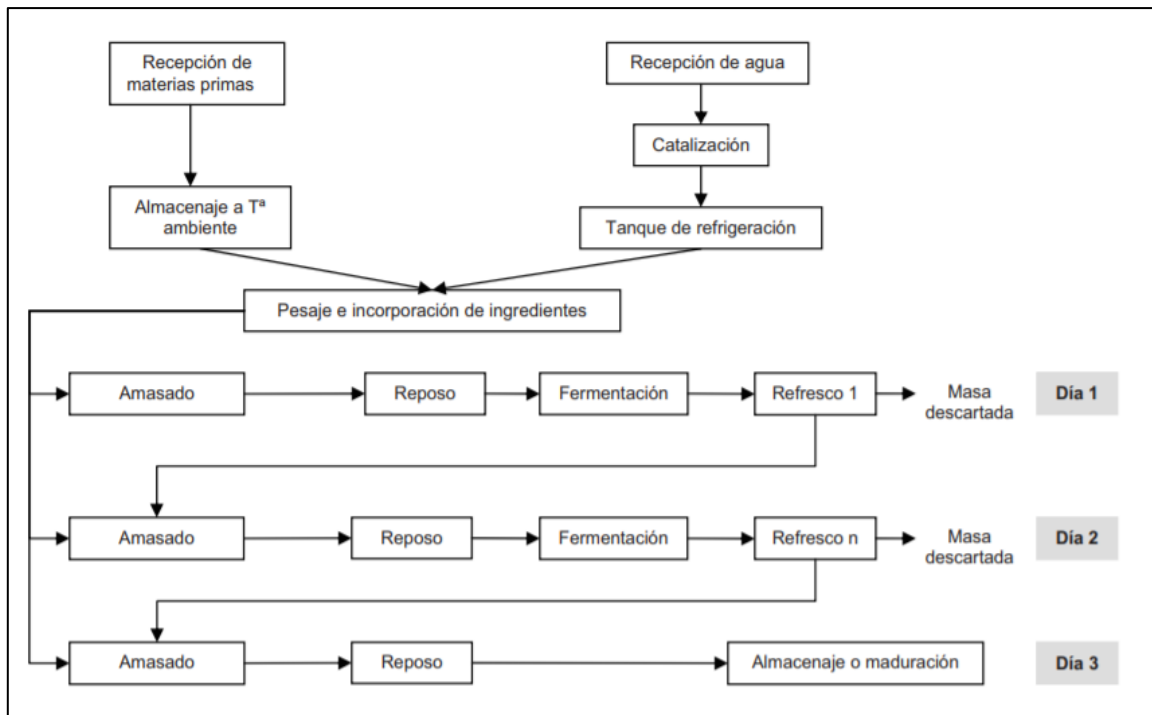 Recepción de
materias primas
Recepción de agua
Catalización
Almacenaje a Tª
ambiente
Tanque de refrigeración
Pesaje e incorporación de ingredientes
Amasado
Reposo
Fermentación
Refresco 1
Masa
descartada
Día 1
Amasado
Reposo
Fermentación
Refresco n
Masa
descartada
Día 2
Amasado
Reposo
Almacenaje o maduración
Día 3